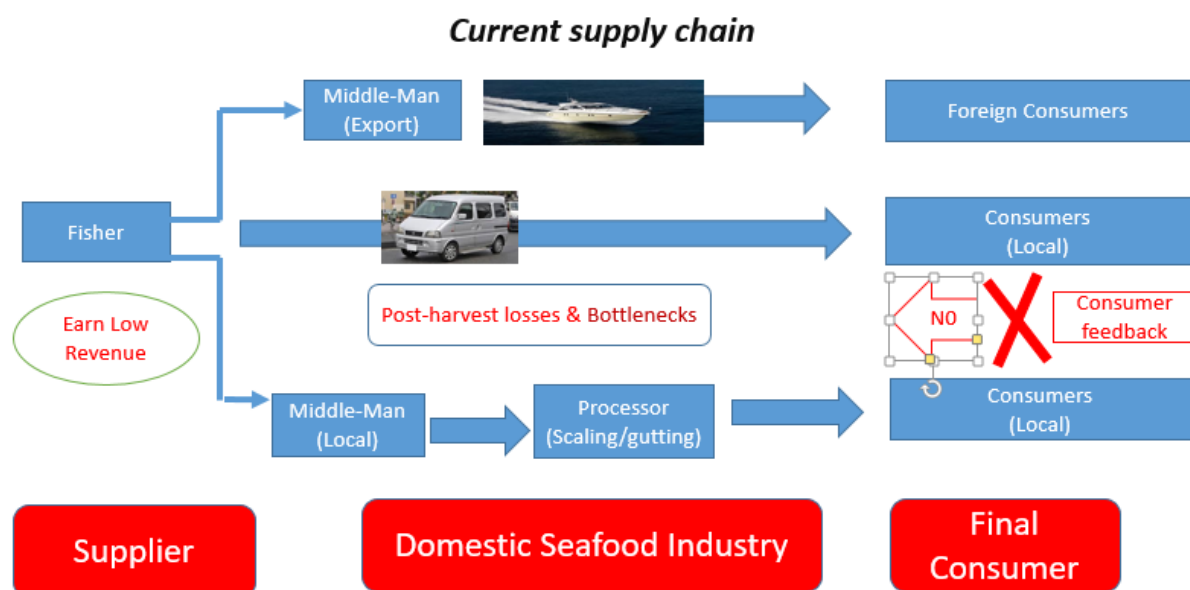 Current supply chain
Middle-Man
(Export)
Foreign Consumers
Fisher
Consumers
(Local)
Earn Low
Revenue
Post-harvest losses & Bottlenecks
N0
Consumer
feedback
Middle-Man
(Local)
Processor
(Scaling/gutting)
Consumers
(Local)
Supplier
Domestic Seafood Industry
Final
Consumer